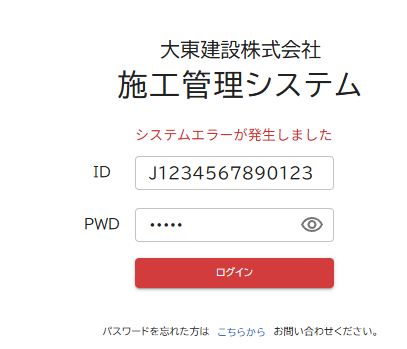 大東建設株式会社
施工管理システム
システムエラーが発生しました
ID J1234567890123
PWD •••••
ログイン
パスワードを忘れた方は こちらから お問い合わせください。